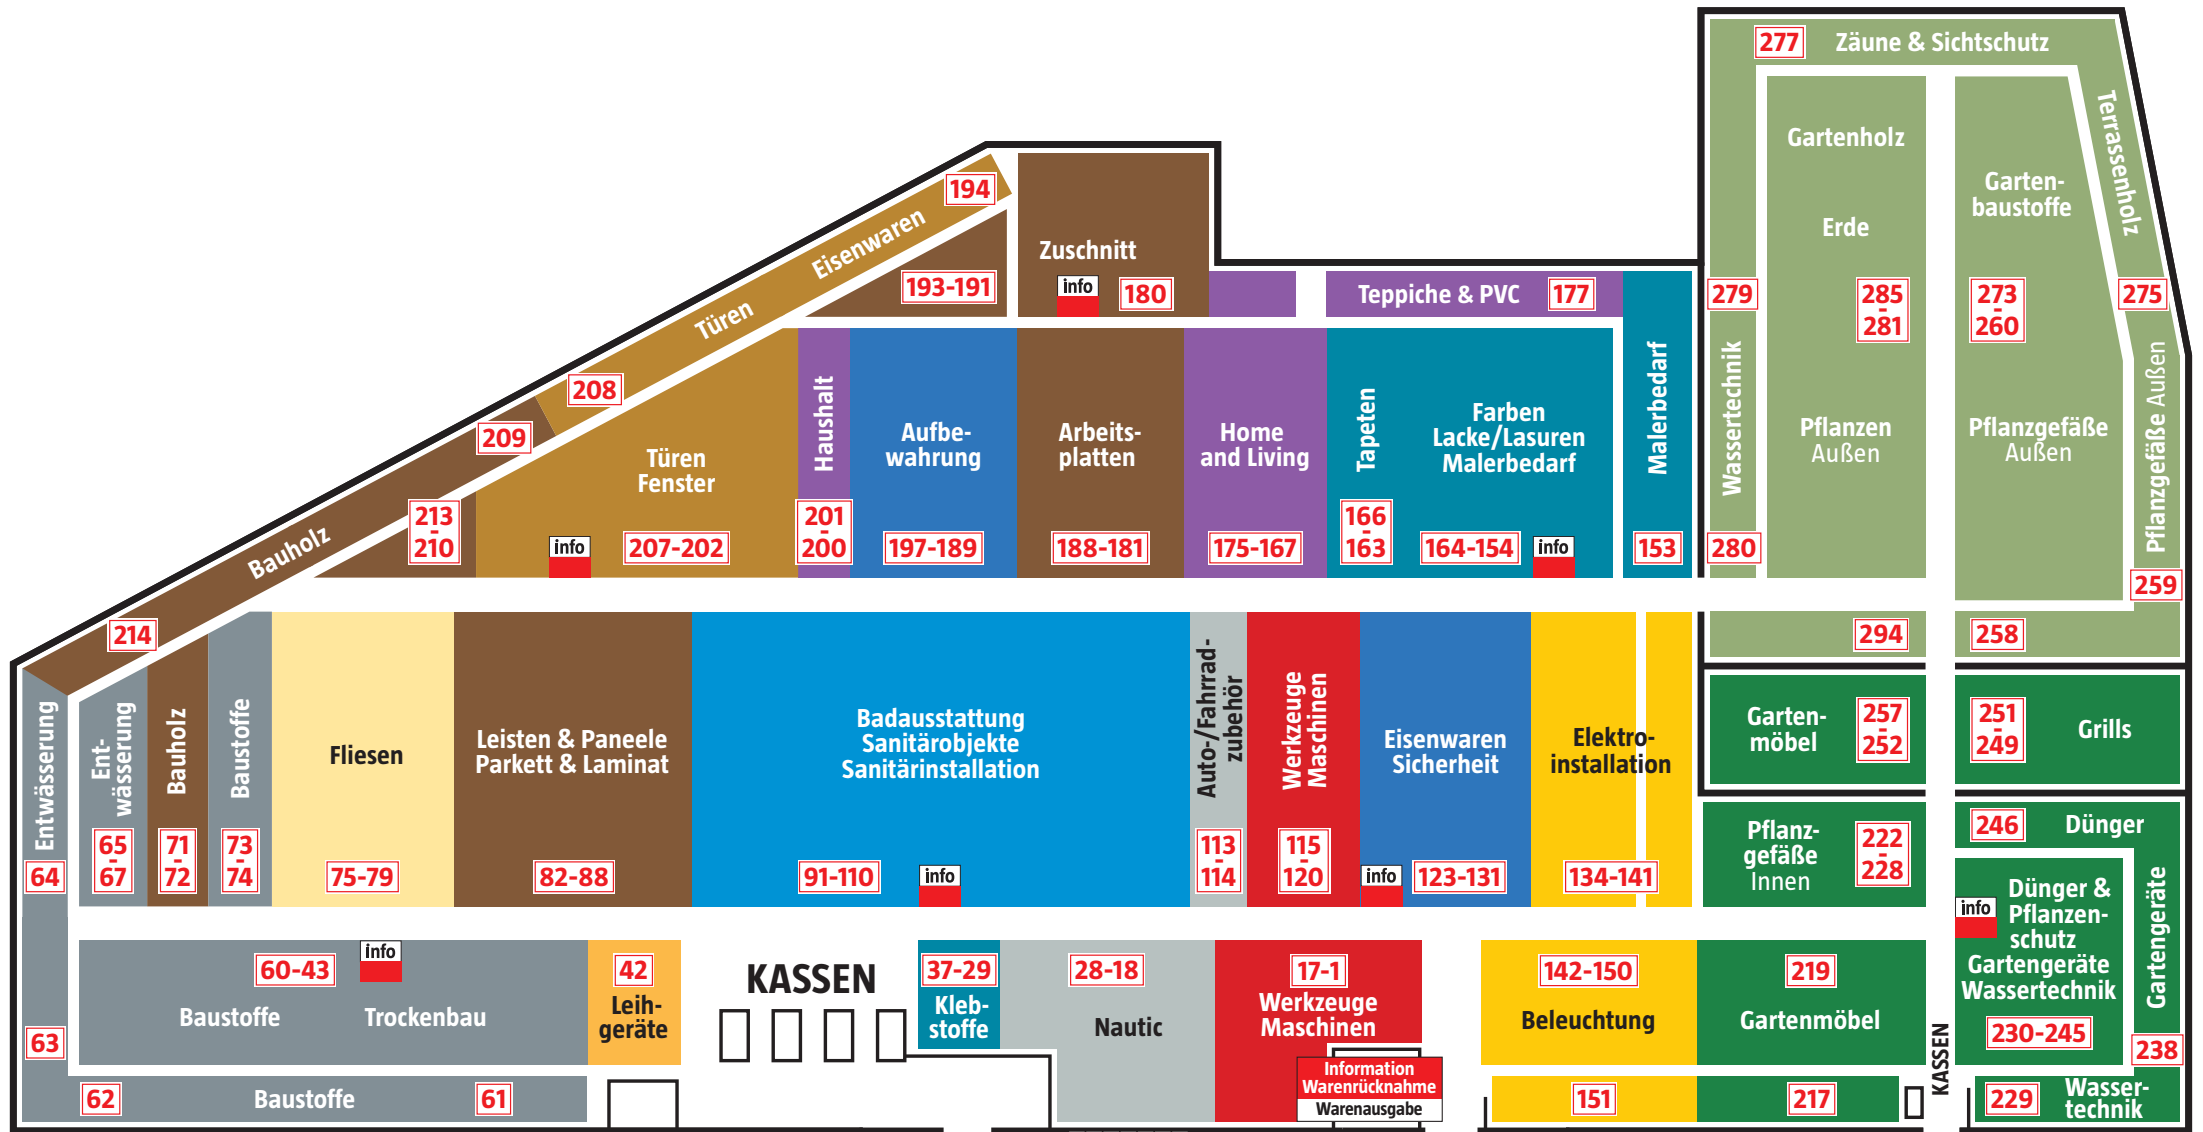 277
Zäune & Sichtschutz
Terrassenholz
Gartenholz
Erde
Garten-
baustoffe
279
285
-
281
273
-
260
275
Wassertechnik
Pflanzen
Außen
Pflanzgefäße
Außen
Pflanzgefäße Außen
280
259
294
258
194
Eisenwaren
Türen
208
193-191
Zuschnitt
info
180
Teppiche & PVC
177
209
Bauholz
214
213
-
210
Türen
Fenster
info
207-202
Haushalt
201
-
200
Aufbe-
wahrung
197-189
Arbeits-
platten
188-181
Home
and Living
175-167
Tapeten
166
-
163
Farben
Lacke/Lasuren
Malerbedarf
164-154
info
Malerbedarf
153
Entwässerung
64
Ent-
wässerung
65
-
67
Bauholz
71
-
72
Baustoffe
73
-
74
Fliesen
75-79
Leisten & Paneele
Parkett & Laminat
82-88
Badausstattung
Sanitärobjekte
Sanitärinstallation
91-110
info
Auto-/Fahrrad-
zubehör
113
-
114
Werkzeuge
Maschinen
115
-
120
Eisenwaren
Sicherheit
info
123-131
Elektro-
installation
134-141
Garten-
möbel
257
-
252
251
-
249
Grills
Pflanz-
gefäße
Innen
222
-
228
246
Dünger
info
Dünger &
Pflanzen-
schutz
Gartengeräte
Wassertechnik
230-245
Gartengeräte
238
229
Wasser-
technik
63
60-43
info
Baustoffe
Trockenbau
42
Leih-
geräte
62
Baustoffe
61
KASSEN
37-29
Kleb-
stoffe
28-18
Nautic
17-1
Werkzeuge
Maschinen
Information
Warenrücknahme
Warenausgabe
142-150
Beleuchtung
151
219
Gartenmöbel
217
KASSEN